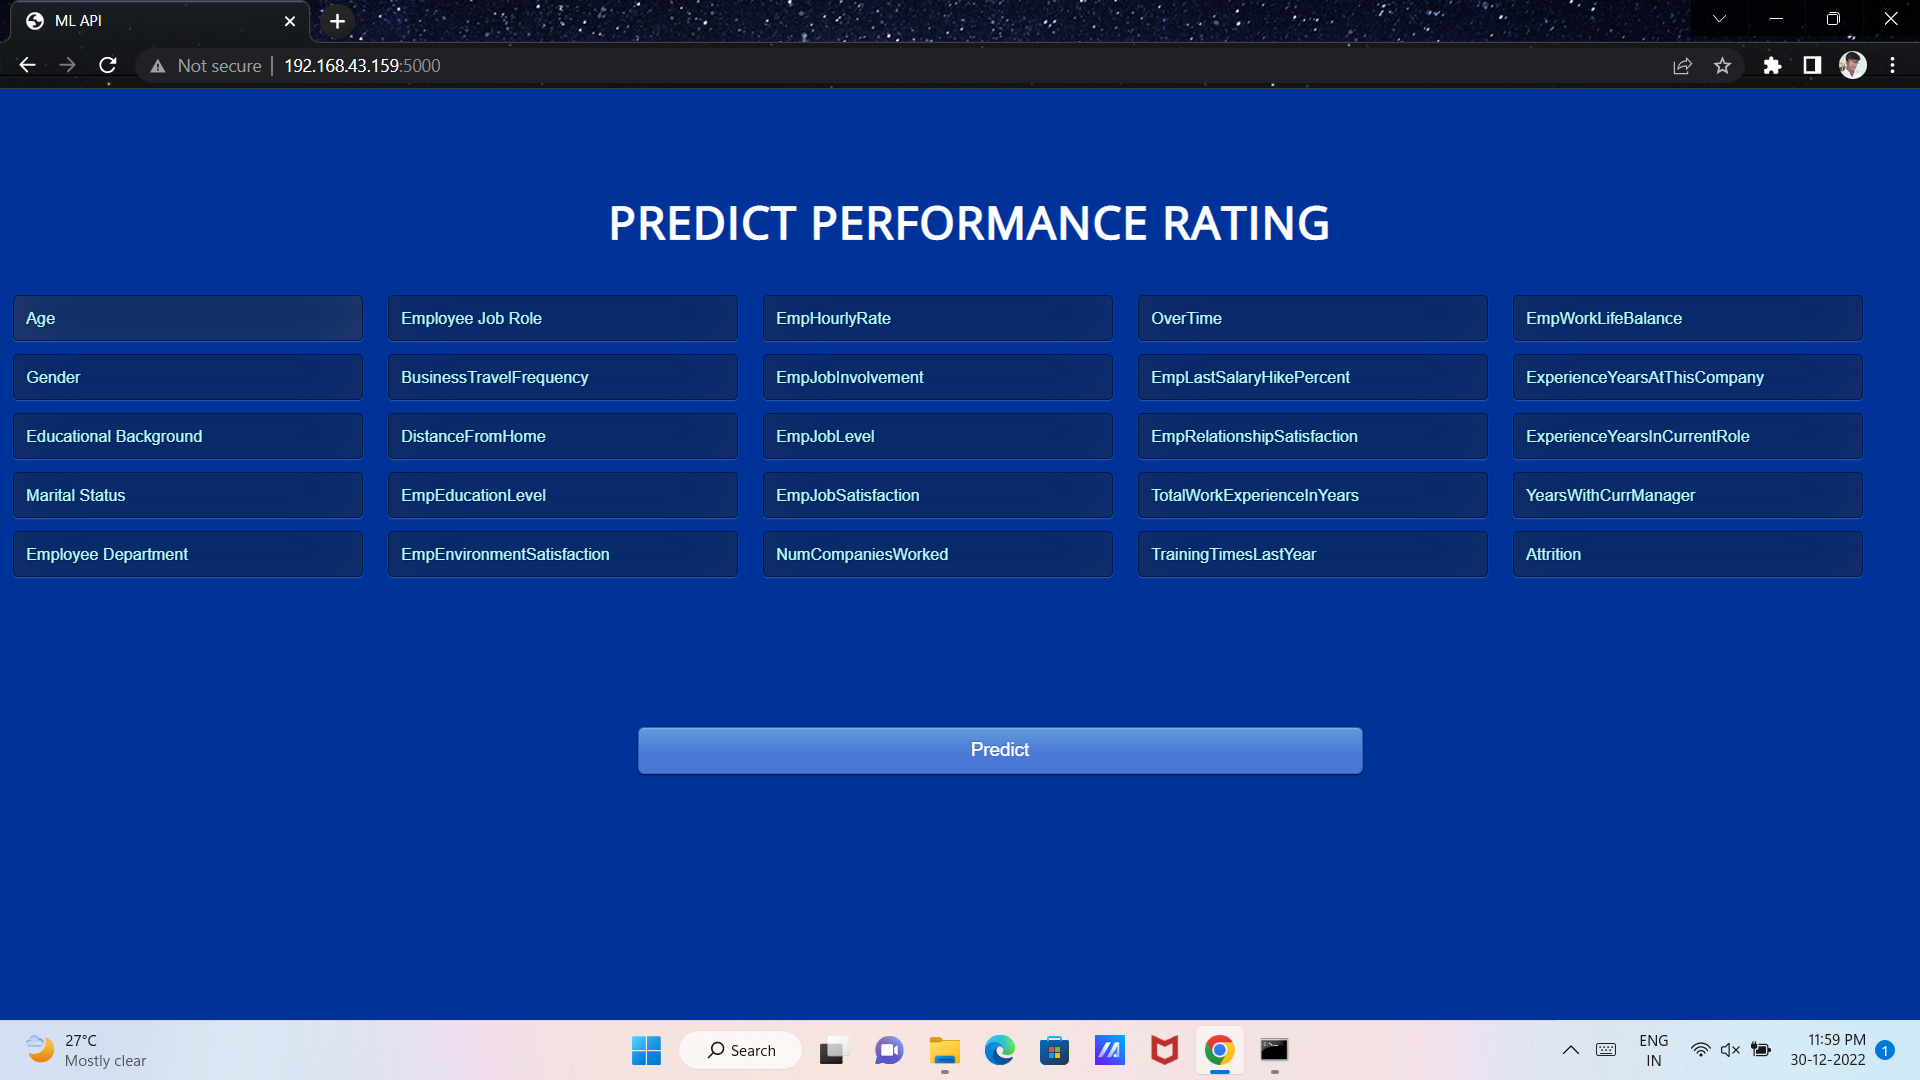 ML API
Not secure | 192.168.43.159:5000
PREDICT PERFORMANCE RATING
Age
Employee Job Role
EmpHourlyRate
OverTime
EmpWorkLifeBalance
Gender
BusinessTravelFrequency
EmpJobInvolvement
EmpLastSalaryHikePercent
ExperienceYearsAtThisCompany
Educational Background
DistanceFromHome
EmpJobLevel
EmpRelationshipSatisfaction
ExperienceYearsInCurrentRole
Marital Status
EmpEducationLevel
EmpJobSatisfaction
TotalWorkExperienceInYears
YearsWithCurrManager
Employee Department
EmpEnvironmentSatisfaction
NumCompaniesWorked
TrainingTimesLastYear
Attrition
Predict
27°C
Mostly clear
Search
ENG
IN
11:59 PM
30-12-2022
1